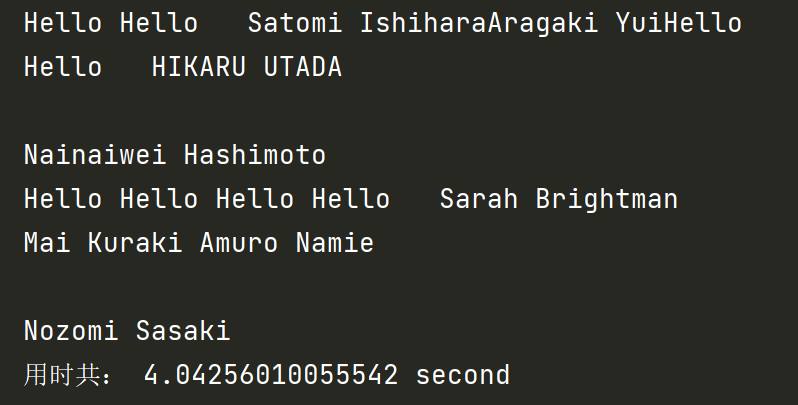 Hello Hello   Satomi IshiharaAragaki YuiHello
Hello   HIKARU UTADA
Nainaiwei Hashimoto
Hello Hello Hello Hello   Sarah Brightman
Mai Kuraki Amuro Namie
Nozomi Sasaki
用时共： 4.04256010055542 second